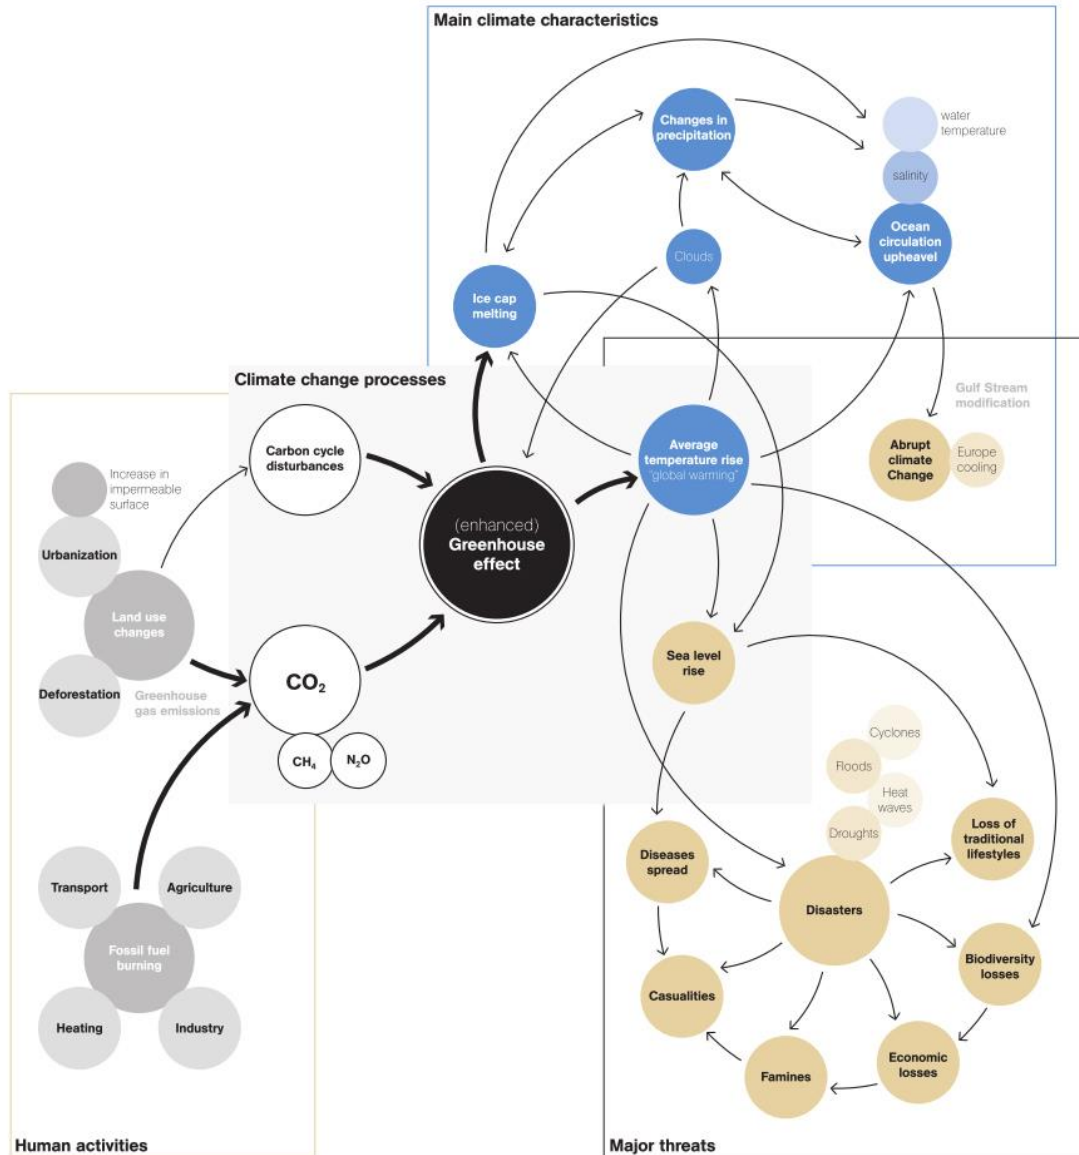 Main climate characteristics
Changes in
precipitation
water
temperature
salinity
Ocean
circulation
upheavel
Clouds
Ice cap
melting
Climate change processes
Carbon cycle
disturbances
Average
temperature rise
"global warming"
Gulf Stream
modification
Abrupt
climate
Change
Europe
cooling
(enhanced)
Greenhouse
effect
Increase in
impermeable
surface
Urbanization
Land use
changes
Deforestation
Greenhouse
gas emissions
CO₂
CH₄
N₂O
Sea level
rise
Cyclones
Floods
Heat
waves
Droughts
Loss of
traditional
lifestyles
Diseases
spread
Disasters
Biodiversity
losses
Casualities
Economic
losses
Famines
Transport
Agriculture
Fossil fuel
burning
Heating
Industry
Human activities
Major threats